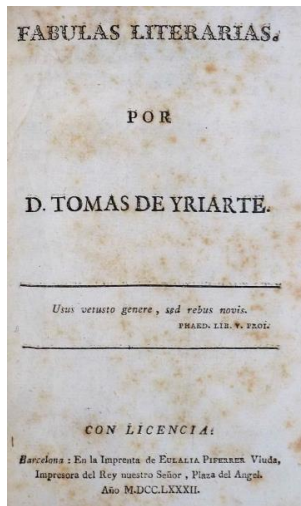 FABULAS LITERARIAS.
POR
D. TOMAS DE YRIARTE.
Usus vetusto genere, sed rebus novis.
PHÆD. LIB. V. PROL.
CON LICENCIA:
Barcelona : En la Imprenta de EULALIA PIFERRER Viuda,
Impresora del Rey nuestro Señor , Plaza del Angel.
Año M.DCC.LXXXII.